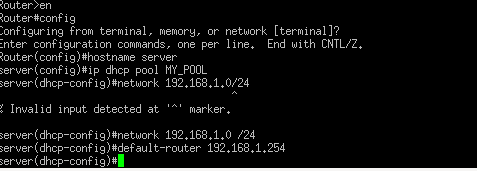 Router>en
Router#config
Configuring from terminal, memory, or network [terminal]?
Enter configuration commands, one per line.  End with CNTL/Z.
Router(config)#hostname server
server(config)#ip dhcp pool MY_POOL
server(dhcp-config)#network 192.168.1.0/24
^
% Invalid input detected at '^' marker.
server(dhcp-config)#network 192.168.1.0 /24
server(dhcp-config)#default-router 192.168.1.254
server(dhcp-config)#